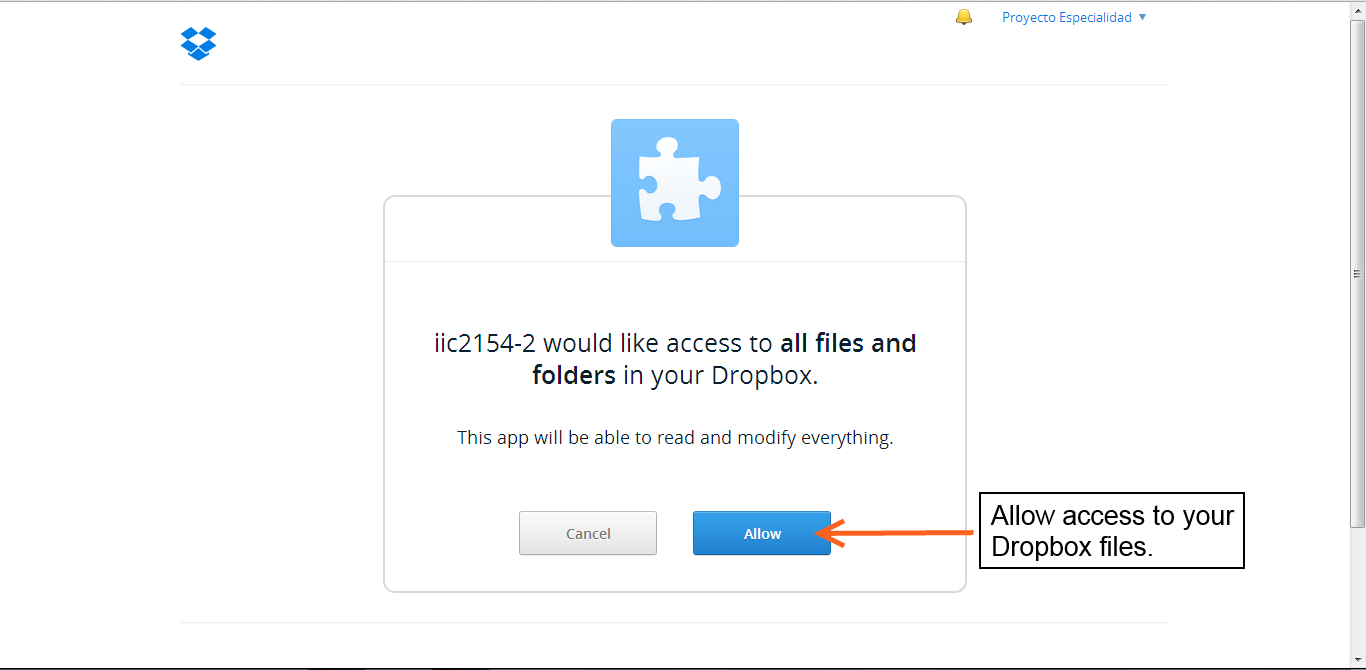 Proyecto Especialidad
iic2154-2 would like access to all files and
folders in your Dropbox.
This app will be able to read and modify everything.
Cancel
Allow
Allow access to your
Dropbox files.